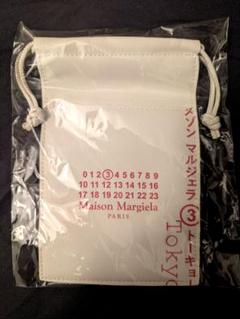 0 1 2 ③ 4 5 6 7 8 9
10 11 12 13 14 15 16
17 18 19 20 21 22 23
Maison Margiela
PARIS
メゾン マルジェラ ③ トーキョー
Tokyo